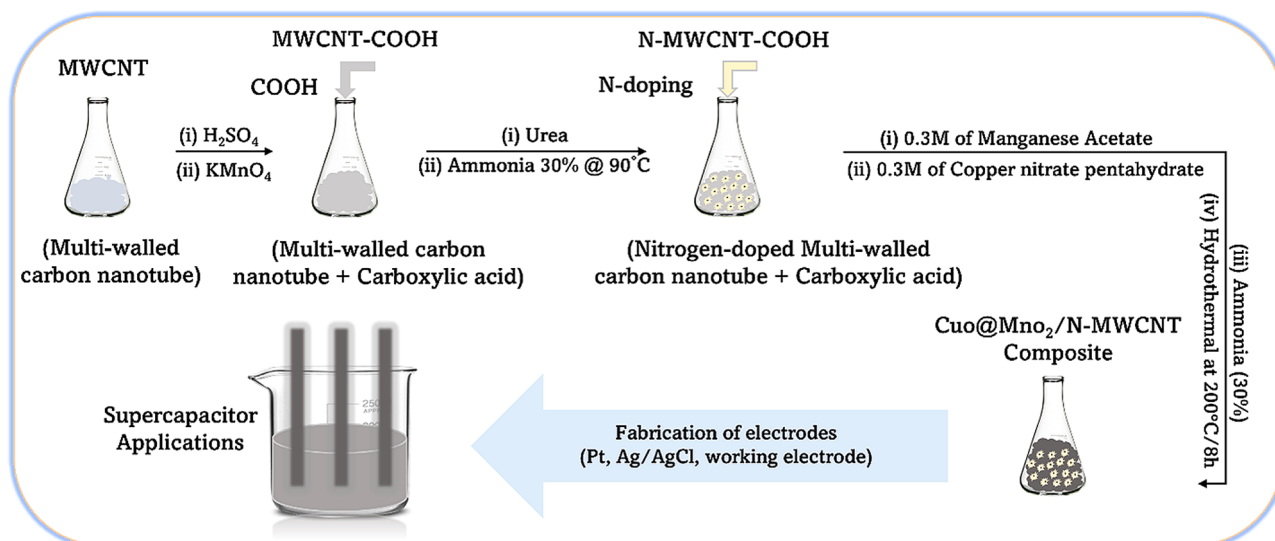 MWCNT
(i) H₂SO₄
(ii) KMnO₄
(Multi-walled
carbon nanotube)
MWCNT-COOH
COOH
(Multi-walled carbon
nanotube + Carboxylic acid)
(i) Urea
(ii) Ammonia 30% @ 90°C
N-MWCNT-COOH
N-doping
(Nitrogen-doped Multi-walled
carbon nanotube + Carboxylic acid)
(i) 0.3M of Manganese Acetate
(ii) 0.3M of Copper nitrate pentahydrate
(iii) Ammonia (30%)
(iv) Hydrothermal at 200°C/8h
Cuo@Mno₂/N-MWCNT
Composite
Fabrication of electrodes
(Pt, Ag/AgCl, working electrode)
Supercapacitor
Applications
250